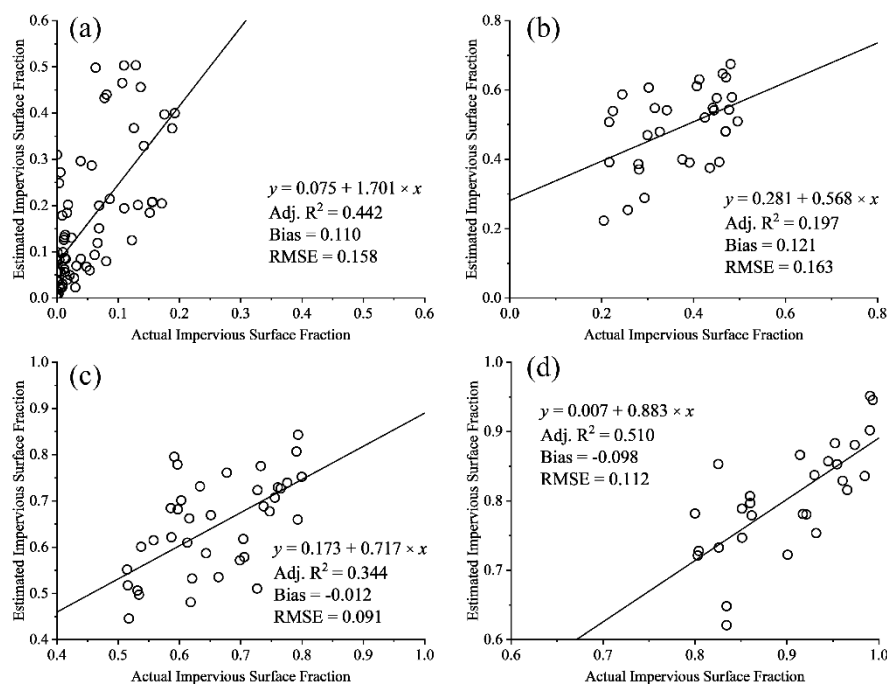 (a)
0.6
0.5
0.4
0.3
0.2
0.1
0.0
Estimated Impervious Surface Fraction
y = 0.075 + 1.701 × x
Adj. R² = 0.442
Bias = 0.110
RMSE = 0.158
0.0 0.1 0.2 0.3 0.4 0.5 0.6
Actual Impervious Surface Fraction
(b)
0.8
0.6
0.4
0.2
0.0
Estimated Impervious Surface Fraction
y = 0.281 + 0.568 × x
Adj. R² = 0.197
Bias = 0.121
RMSE = 0.163
0.0 0.2 0.4 0.6 0.8
Actual Impervious Surface Fraction
(c)
1.0
0.9
0.8
0.7
0.6
0.5
0.4
Estimated Impervious Surface Fraction
y = 0.173 + 0.717 × x
Adj. R² = 0.344
Bias = -0.012
RMSE = 0.091
0.4 0.5 0.6 0.7 0.8 0.9 1.0
Actual Impervious Surface Fraction
(d)
1.0
0.9
0.8
0.7
0.6
Estimated Impervious Surface Fraction
y = 0.007 + 0.883 × x
Adj. R² = 0.510
Bias = -0.098
RMSE = 0.112
0.6 0.7 0.8 0.9 1.0
Actual Impervious Surface Fraction